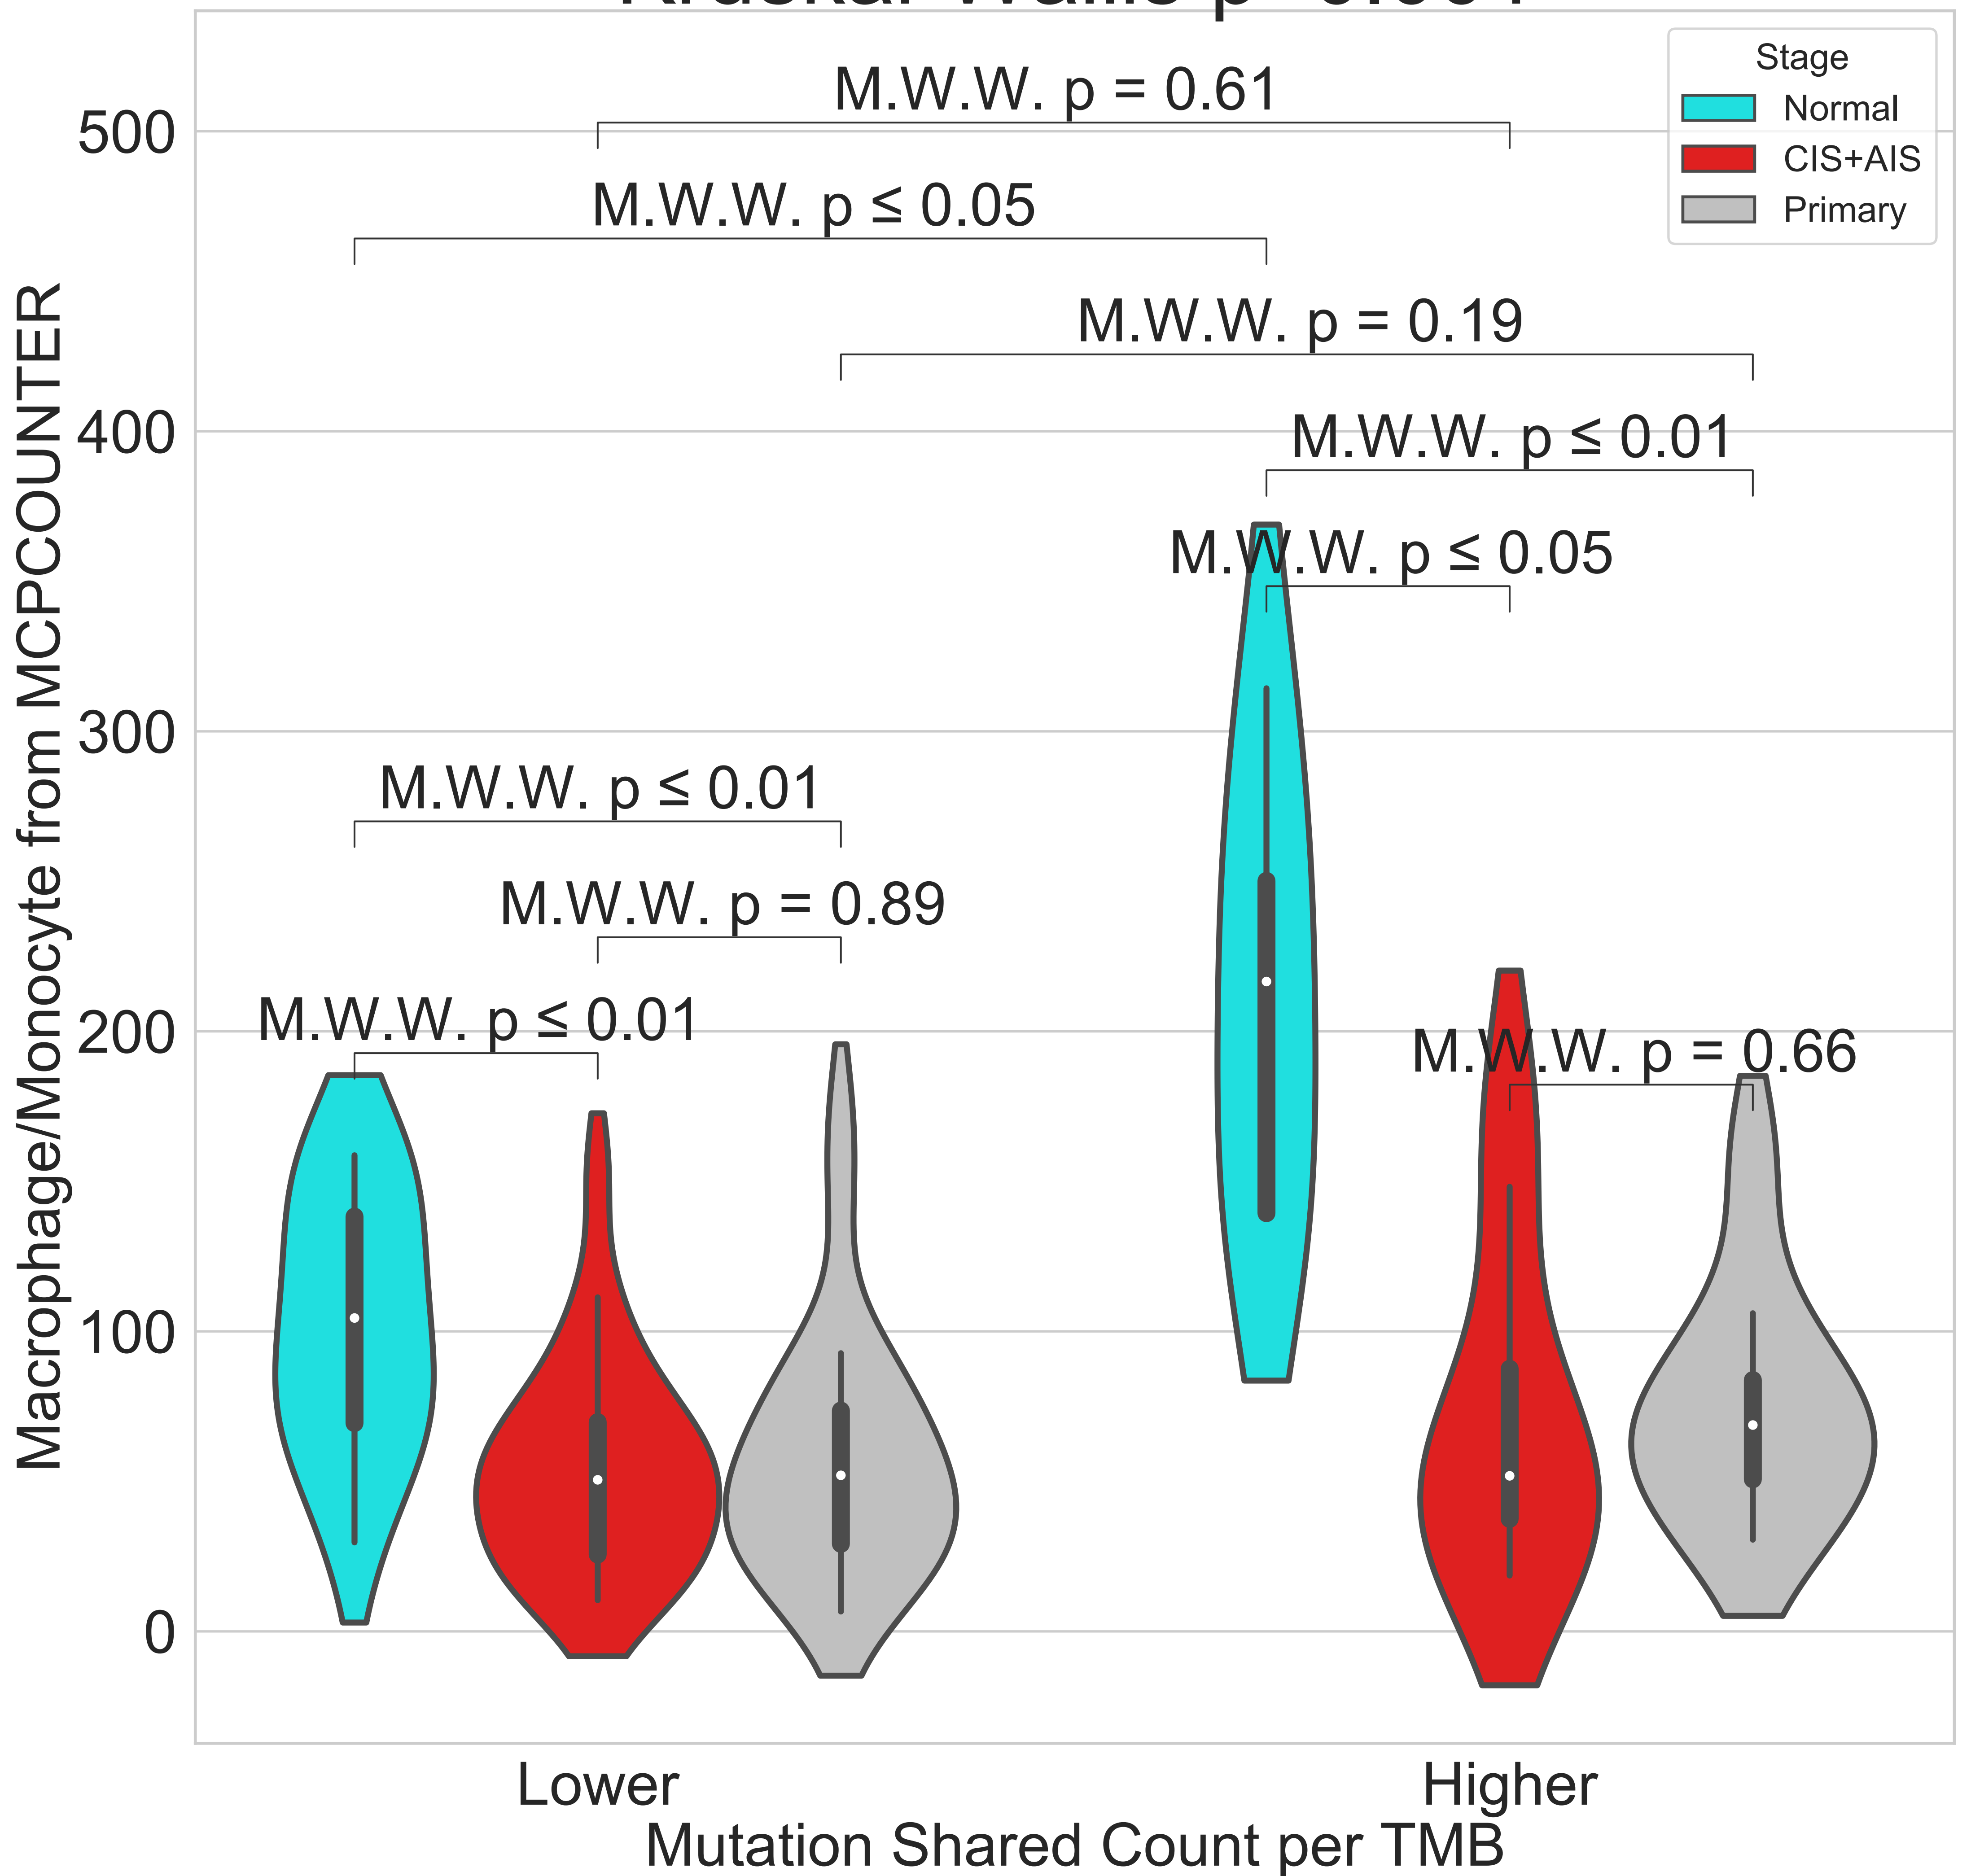 Stage
Normal
CIS+AIS
Primary
M.W.W. p = 0.61
M.W.W. p ≤ 0.05
M.W.W. p = 0.19
M.W.W. p ≤ 0.01
M.W.W. p ≤ 0.05
M.W.W. p ≤ 0.01
M.W.W. p = 0.89
M.W.W. p ≤ 0.01
M.W.W. p = 0.66
Macrophage/Monocyte from MCPCOUNTER
500
400
300
200
100
0
Lower
Higher
Mutation Shared Count per TMB